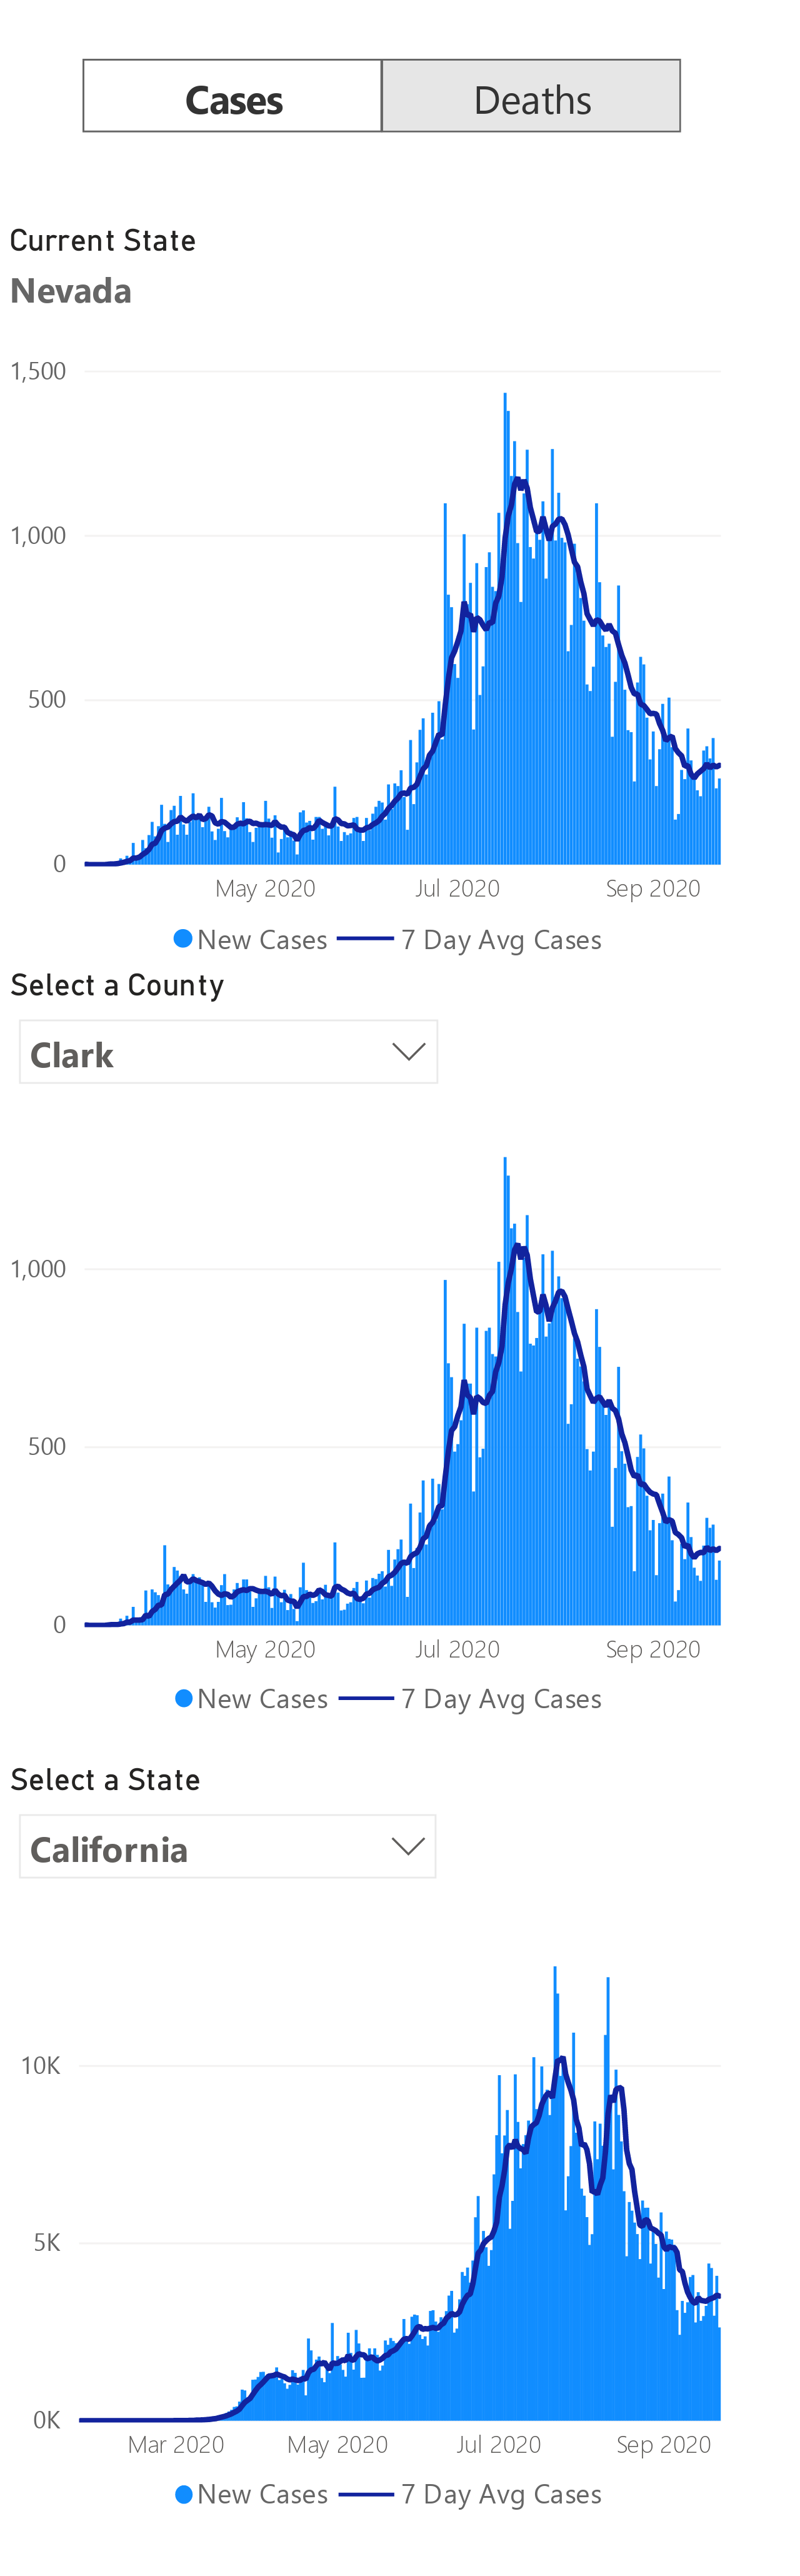 Cases Deaths
Current State
Nevada
1,500
1,000
500
0
May 2020 Jul 2020 Sep 2020
New Cases 7 Day Avg Cases
Select a County
Clark
1,000
500
0
May 2020 Jul 2020 Sep 2020
New Cases 7 Day Avg Cases
Select a State
California
10K
5K
0K
Mar 2020 May 2020 Jul 2020 Sep 2020
New Cases 7 Day Avg Cases